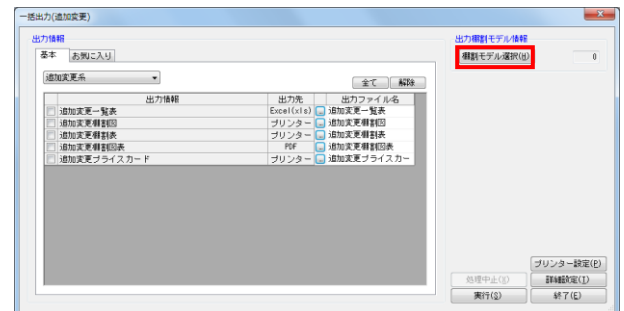 一括出力(追加変更)
出力情報
基本 お気に入り
追加変更系
全て 解除
出力情報 出力先 出力ファイル名
追加変更一覧表 Excel(xls) 追加変更一覧表
追加変更棚割図 プリンター 追加変更棚割図
追加変更棚割表 プリンター 追加変更棚割表
追加変更棚割図表 PDF 追加変更棚割図表
追加変更プライスカード プリンター 追加変更プライスカー
出力棚割モデル情報
棚割モデル選択(H) 0
プリンター設定(P)
処理中止(X) 詳細設定(I)
実行(S) 終了(E)